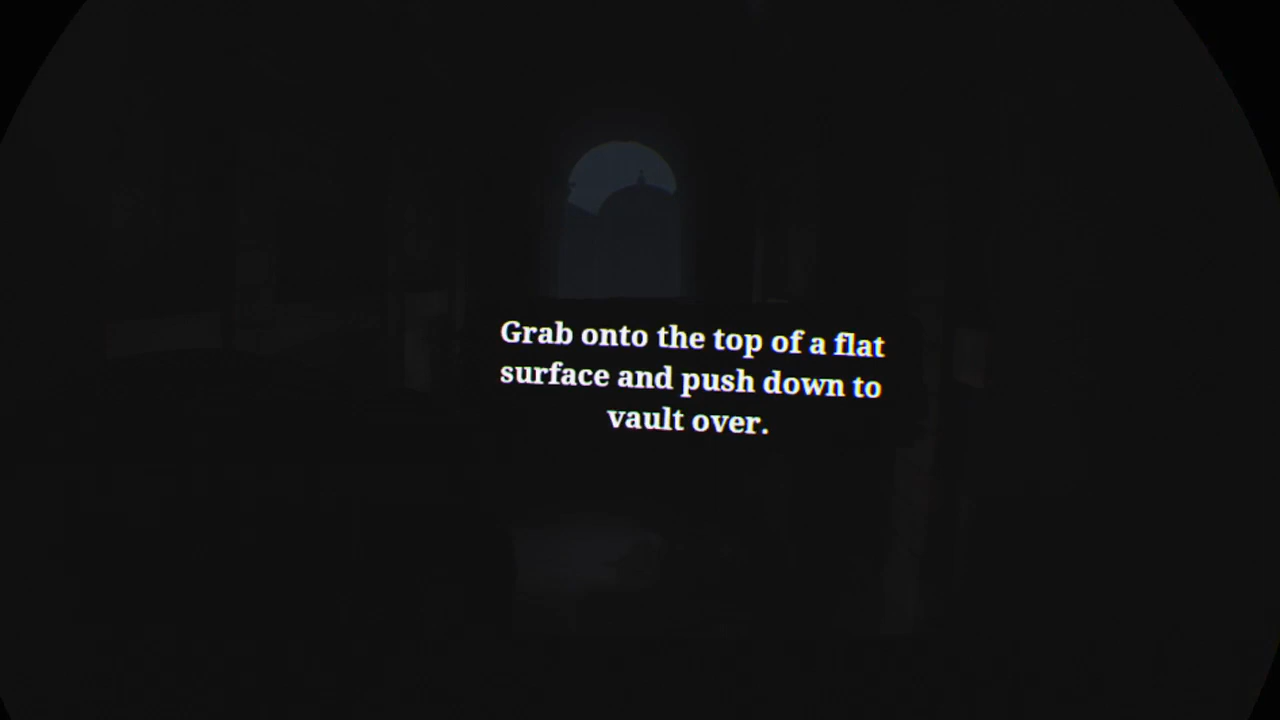 Grab onto the top of a flat
surface and push down to
vault over.